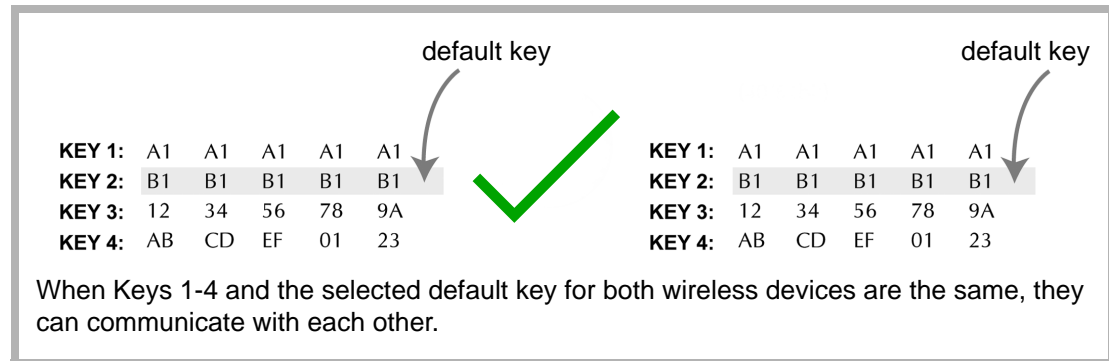 default key default key
KEY 1: A1 A1 A1 A1 A1 KEY 1: A1 A1 A1 A1 A1
KEY 2: B1 B1 B1 B1 B1 KEY 2: B1 B1 B1 B1 B1
KEY 3: 12 34 56 78 9A KEY 3: 12 34 56 78 9A
KEY 4: AB CD EF 01 23 KEY 4: AB CD EF 01 23
When Keys 1-4 and the selected default key for both wireless devices are the same, they
can communicate with each other.